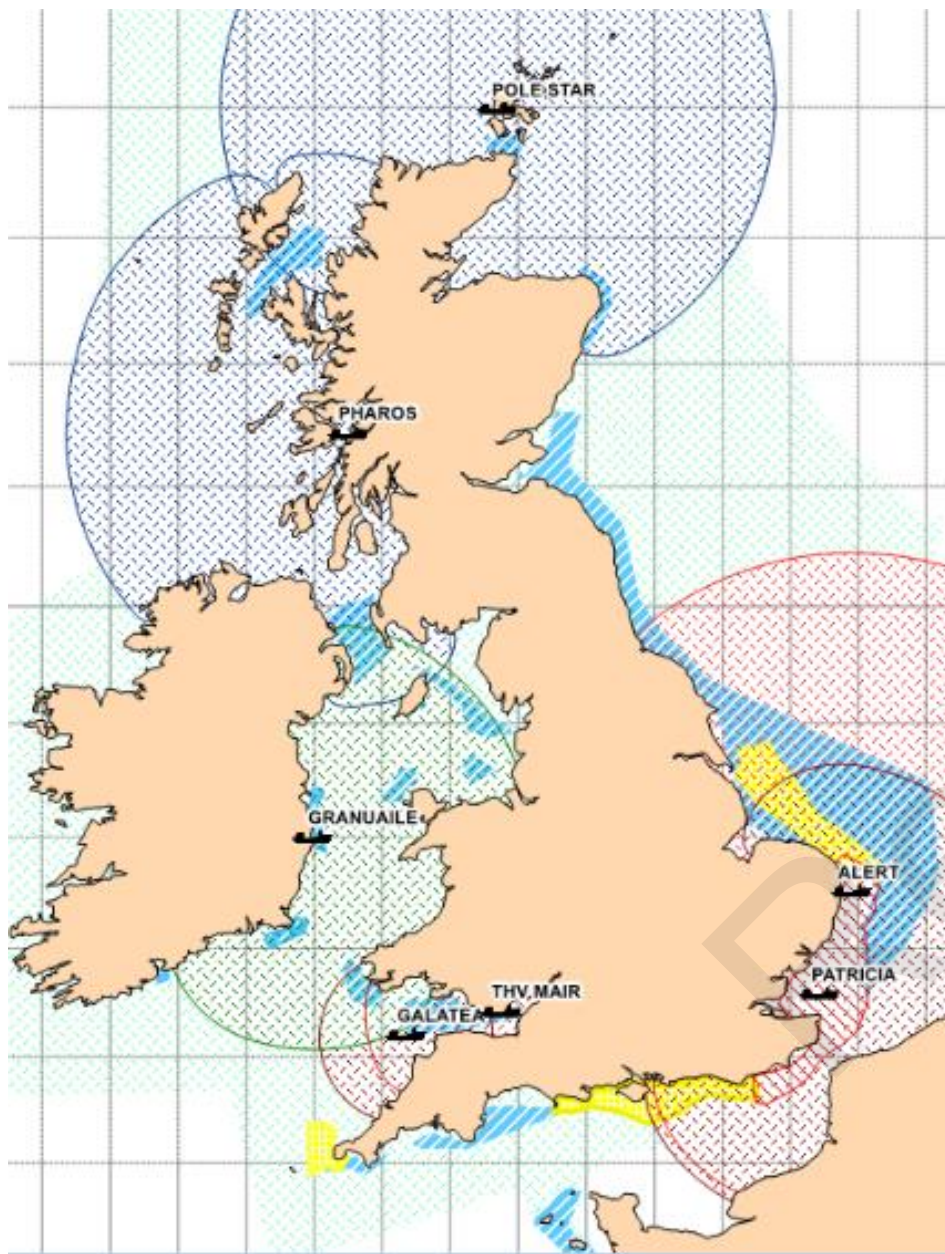 POLE STAR
PHAROS
GRANUAILE
ALERT
PATRICIA
THV MAIR
GALATEA